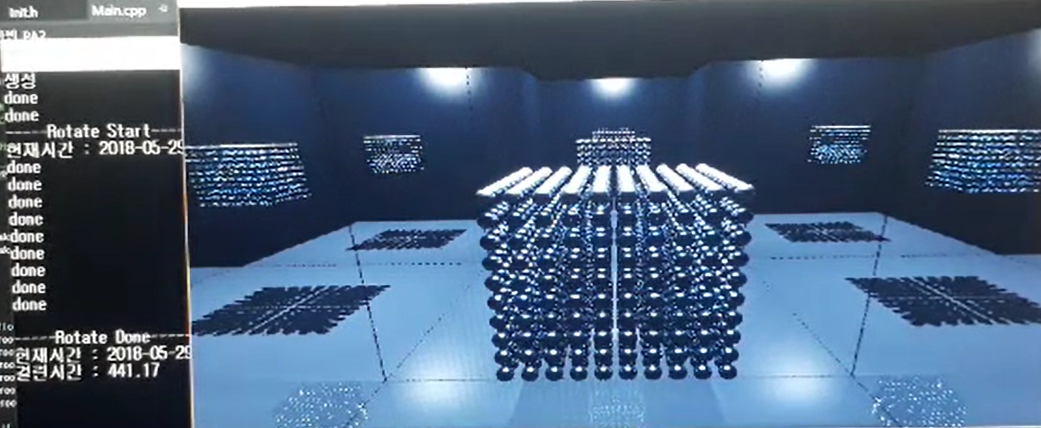 Init.h
Main.cpp
생성
done
done
Rotate Start
현재시간 : 2018-05-29
done
done
done
done
done
done
done
done
done
Rotate Done
현재시간 : 2018-05-29
걸린시간 : 441.17